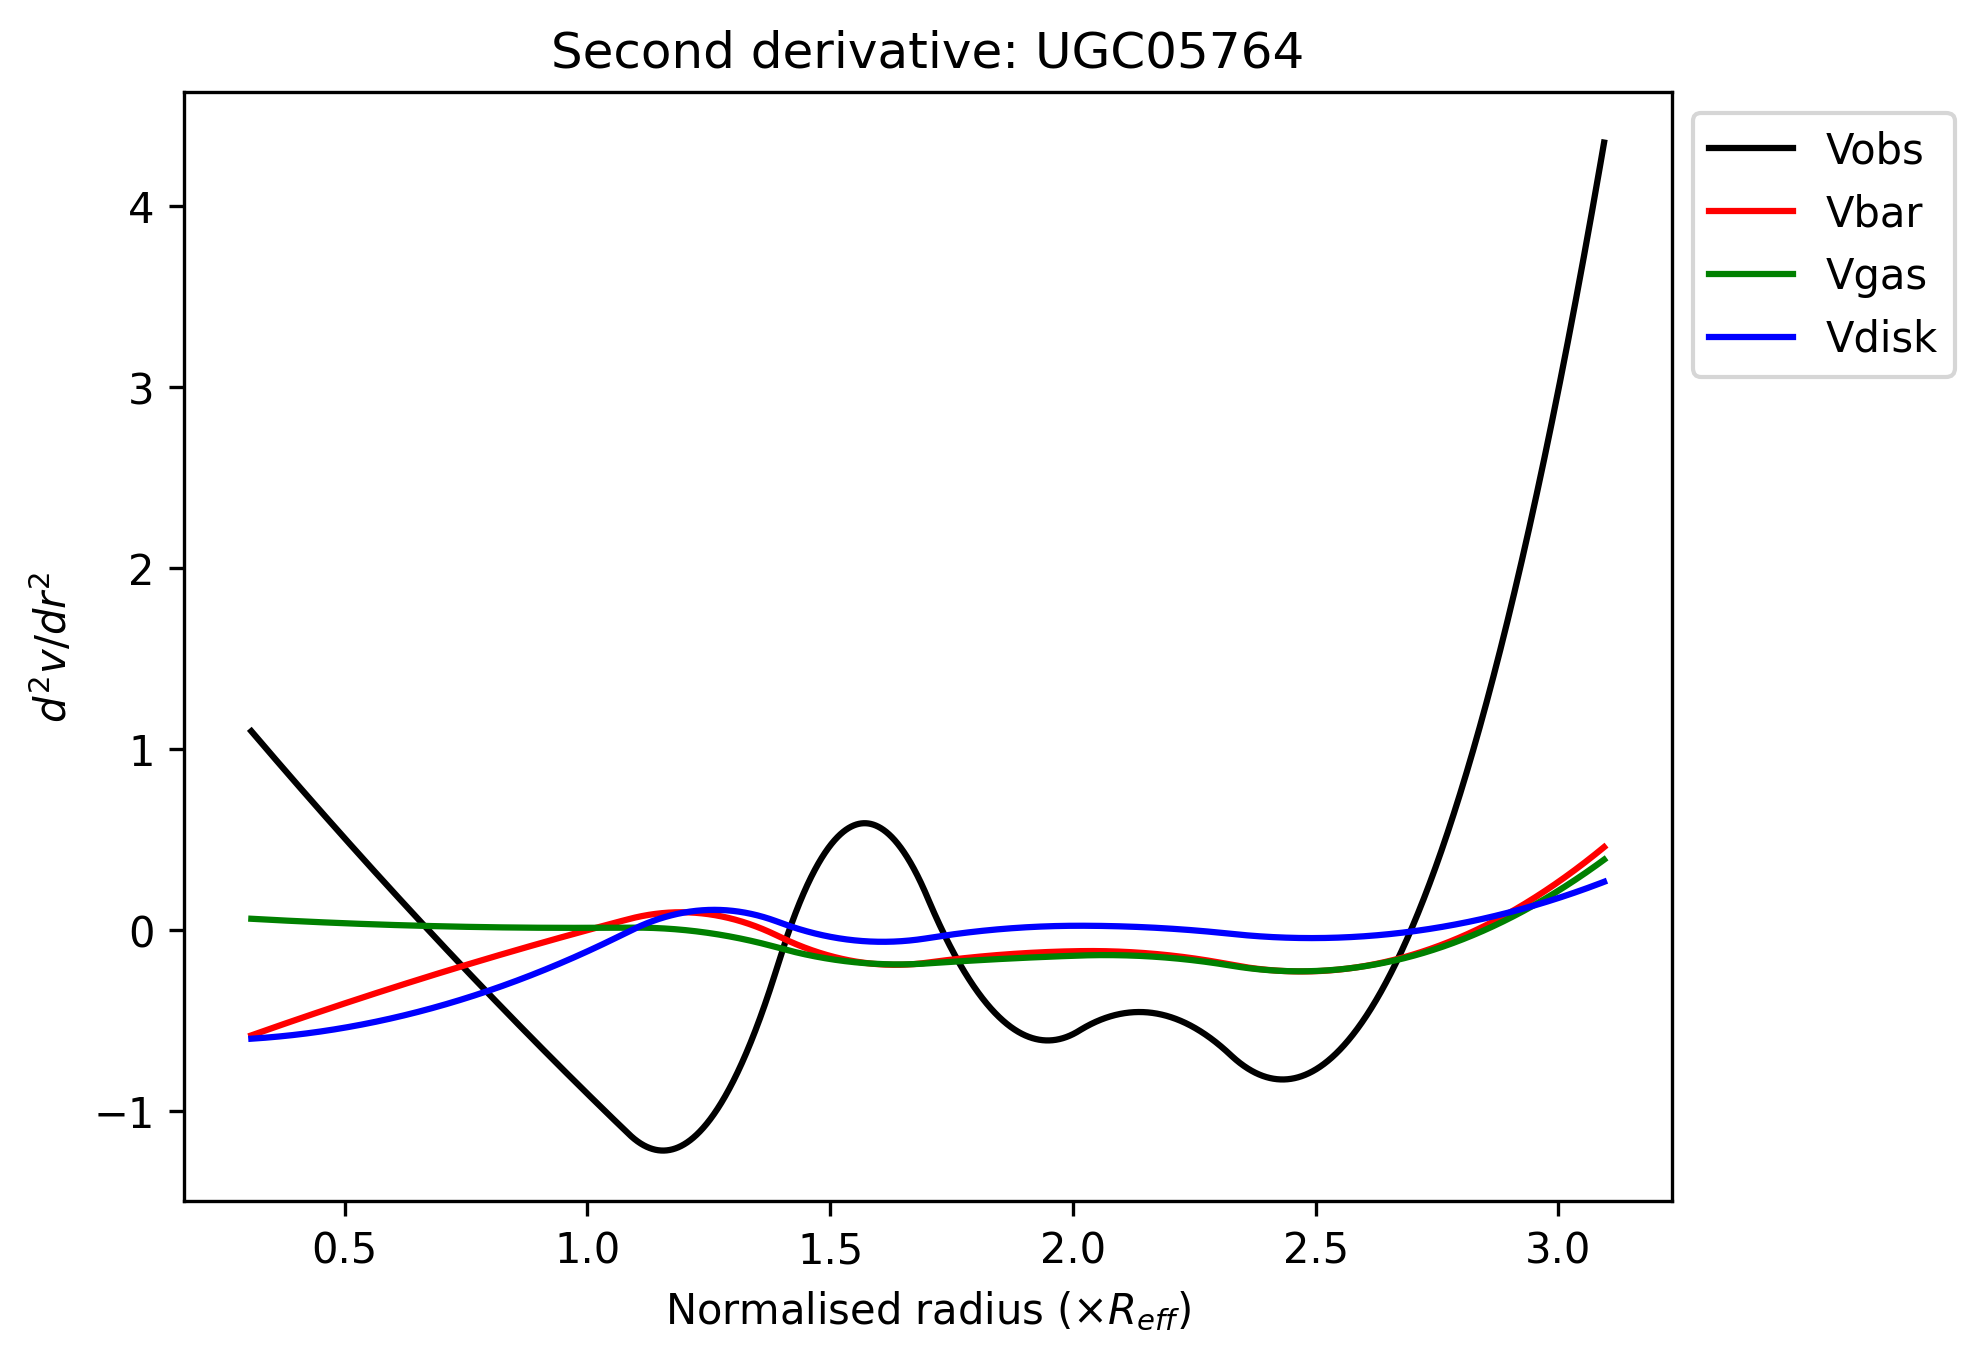 Second derivative: UGC05764
Vobs
Vbar
Vgas
Vdisk
4
3
2
1
0
−1
d²v/dr²
0.5 1.0 1.5 2.0 2.5 3.0
Normalised radius (×R_eff)